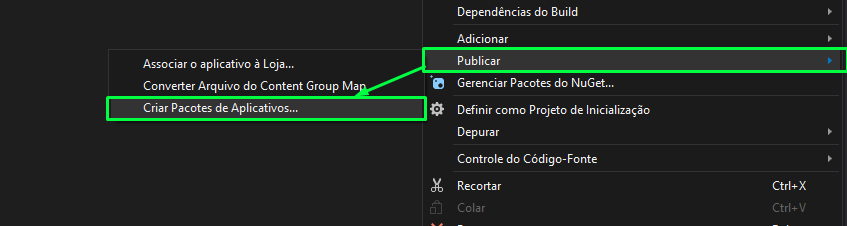 Dependências do Build
Adicionar
Publicar
Associar o aplicativo à Loja...
Converter Arquivo do Content Group Map
Criar Pacotes de Aplicativos...
Gerenciar Pacotes do NuGet...
Definir como Projeto de Inicialização
Depurar
Controle do Código-Fonte
Recortar Ctrl+X
Colar Ctrl+V